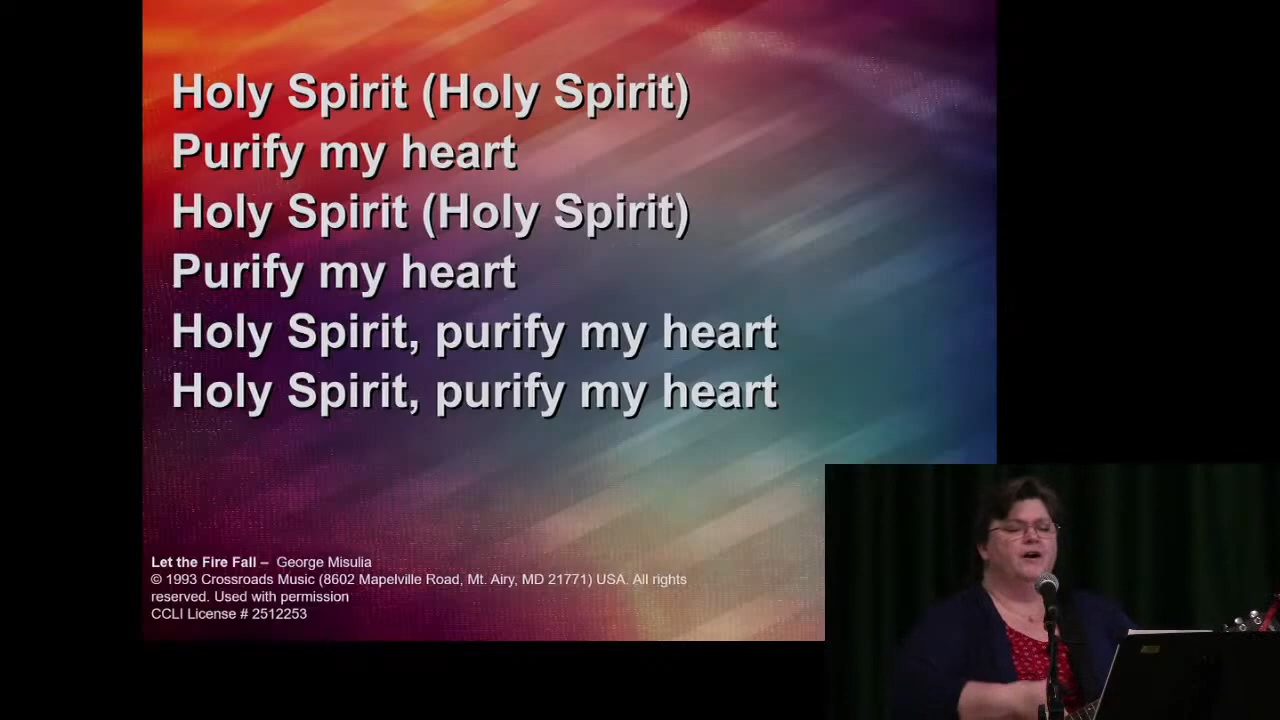 Holy Spirit (Holy Spirit)
Purify my heart
Holy Spirit (Holy Spirit)
Purify my heart
Holy Spirit, purify my heart
Holy Spirit, purify my heart
Let the Fire Fall – George Misulia
© 1993 Crossroads Music (8602 Mapelville Road, Mt. Airy, MD 21771) USA. All rights
reserved. Used with permission
CCLI License # 2512253